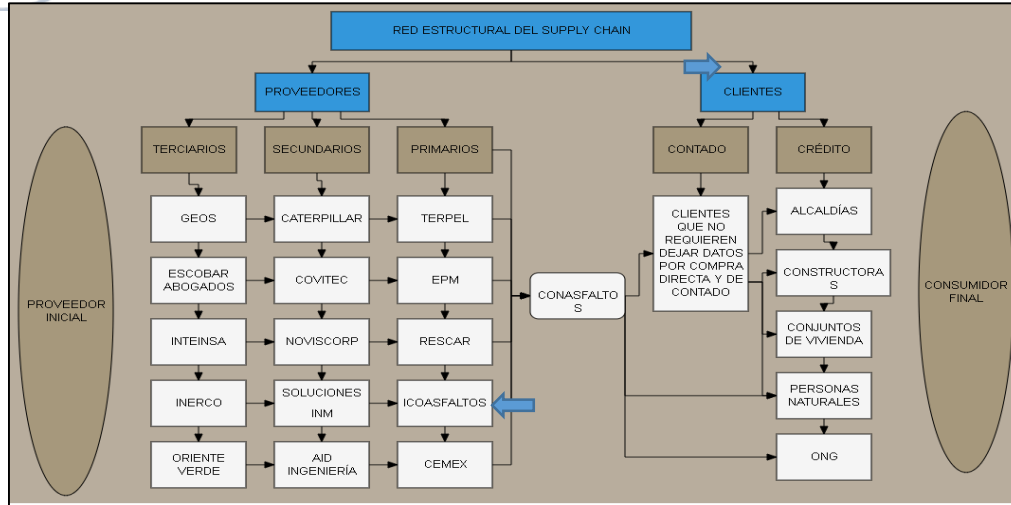 RED ESTRUCTURAL DEL SUPPLY CHAIN
PROVEEDORES
CLIENTES
TERCIARIOS
SECUNDARIOS
PRIMARIOS
CONTADO
CRÉDITO
GEOS
CATERPILLAR
TERPEL
CLIENTES
QUE NO
REQUIEREN
DEJAR DATOS
POR COMPRA
DIRECTA Y DE
CONTADO
ALCALDÍAS
ESCOBAR
ABOGADOS
COVITEC
EPM
CONASFALTO
S
CONSTRUCTORA
S
PROVEEDOR
INICIAL
CONSUMIDOR
FINAL
INTEINSA
NOVISCORP
RESCAR
CONJUNTOS
DE VIVIENDA
INERCO
SOLUCIONES
INM
ICOASFALTOS
PERSONAS
NATURALES
ORIENTE
VERDE
AID
INGENIERÍA
CEMEX
ONG